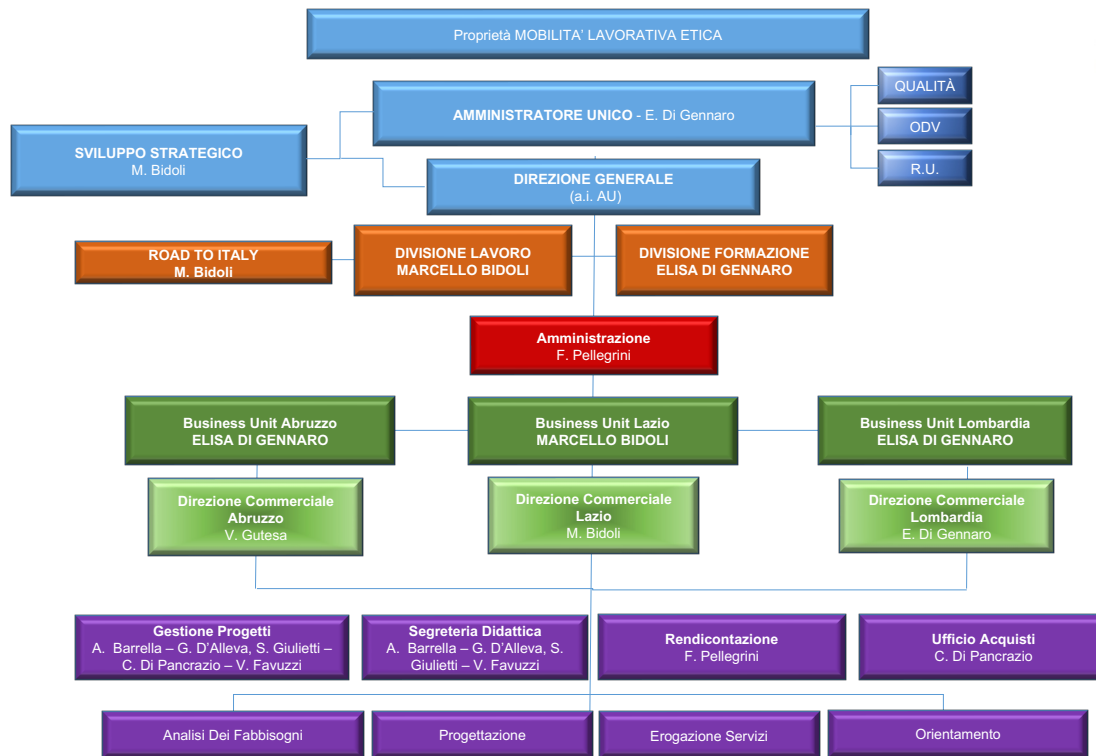 Proprietà MOBILITA' LAVORATIVA ETICA
AMMINISTRATORE UNICO - E. Di Gennaro
QUALITÀ
ODV
R.U.
SVILUPPO STRATEGICO
M. Bidoli
DIREZIONE GENERALE
(a.i. AU)
ROAD TO ITALY
M. Bidoli
DIVISIONE LAVORO
MARCELLO BIDOLI
DIVISIONE FORMAZIONE
ELISA DI GENNARO
Amministrazione
F. Pellegrini
Business Unit Abruzzo
ELISA DI GENNARO
Business Unit Lazio
MARCELLO BIDOLI
Business Unit Lombardia
ELISA DI GENNARO
Direzione Commerciale
Abruzzo
V. Gutesa
Direzione Commerciale
Lazio
M. Bidoli
Direzione Commerciale
Lombardia
E. Di Gennaro
Gestione Progetti
A. Barrella – G. D'Alleva, S. Giulietti –
C. Di Pancrazio – V. Favuzzi
Segreteria Didattica
A. Barrella – G. D'Alleva, S.
Giulietti – V. Favuzzi
Rendicontazione
F. Pellegrini
Ufficio Acquisti
C. Di Pancrazio
Analisi Dei Fabbisogni
Progettazione
Erogazione Servizi
Orientamento